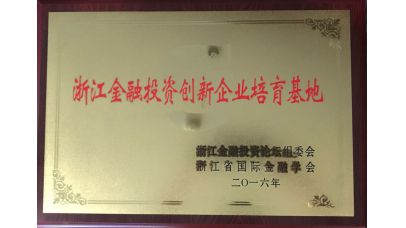 浙江金融投资创新企业培育基地
浙江金融投资论坛组委会
浙江省国际金融学会
二〇一六年